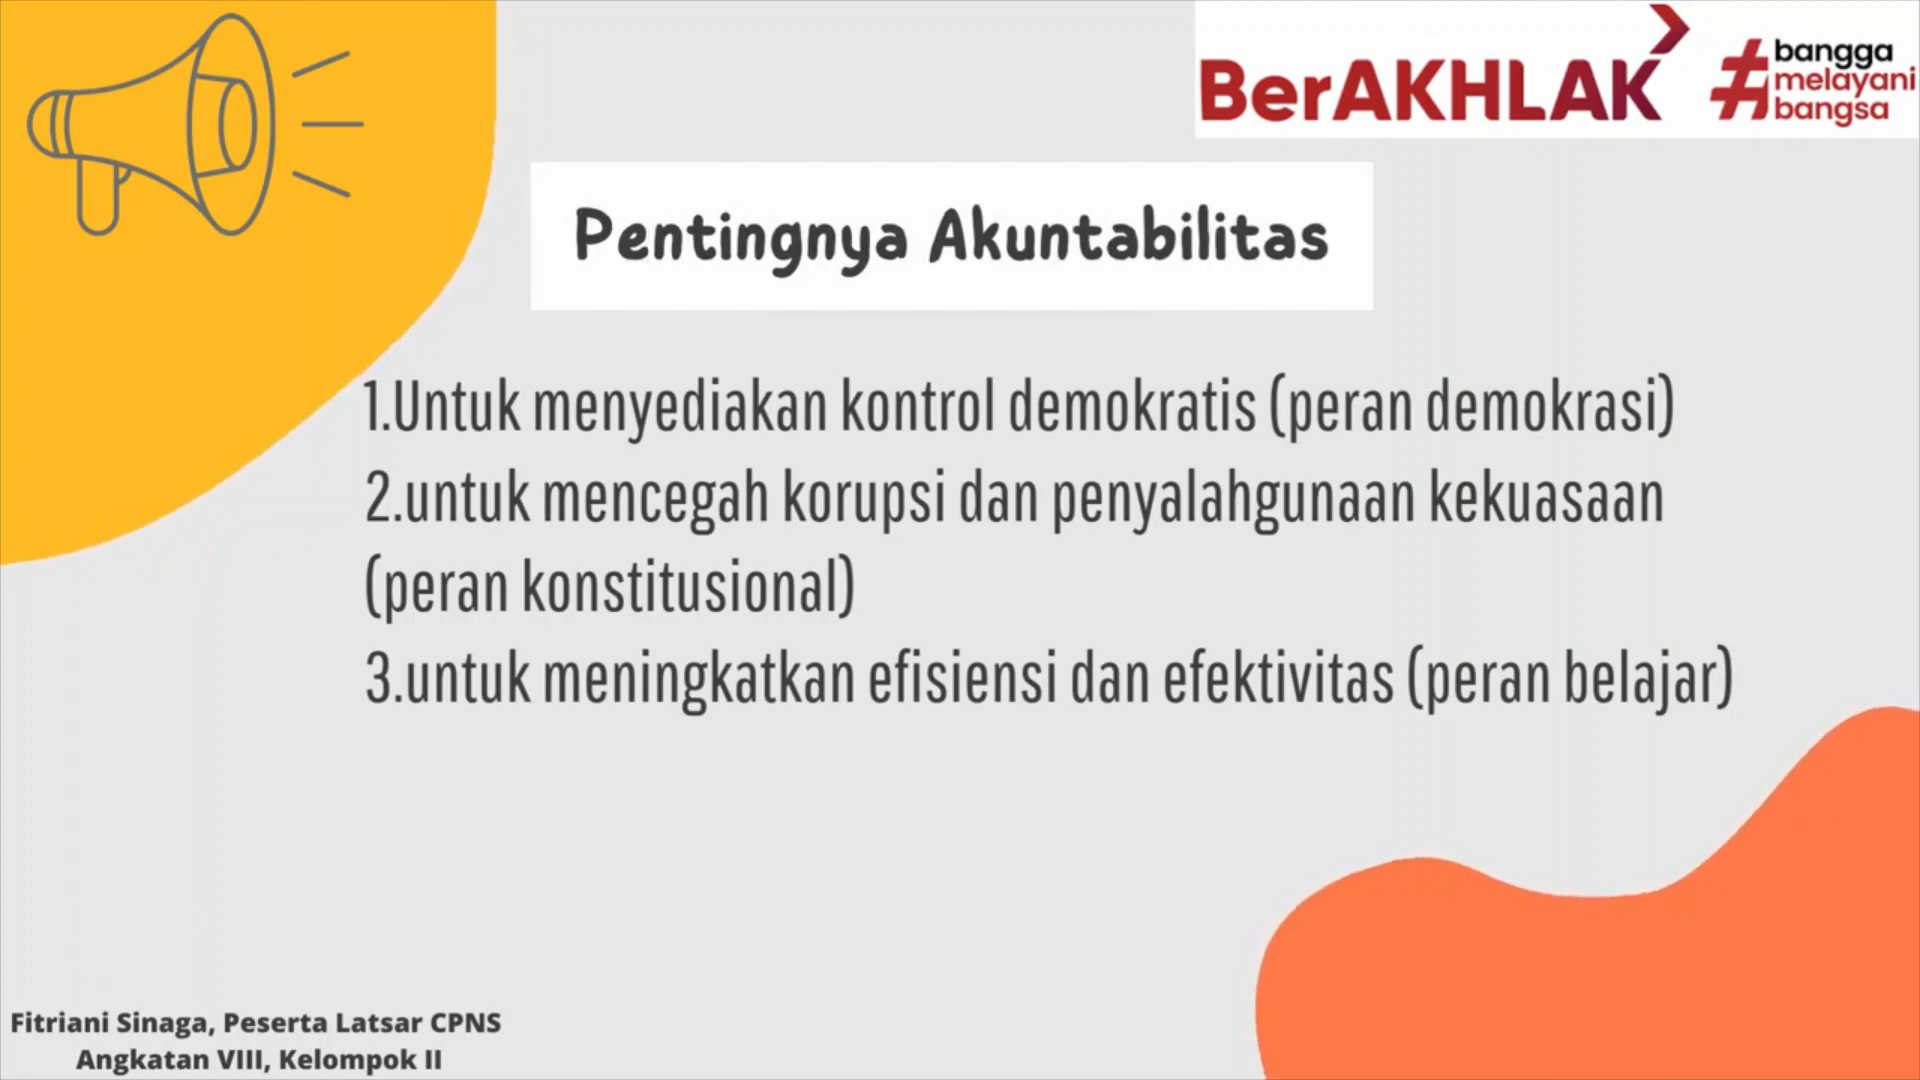 BerAKHLAK
# bangga
melayani
bangsa
Pentingnya Akuntabilitas
1.Untuk menyediakan kontrol demokratis (peran demokrasi)
2.untuk mencegah korupsi dan penyalahgunaan kekuasaan
(peran konstitusional)
3.untuk meningkatkan efisiensi dan efektivitas (peran belajar)
Fitriani Sinaga, Peserta Latsar CPNS
Angkatan VIII, Kelompok II